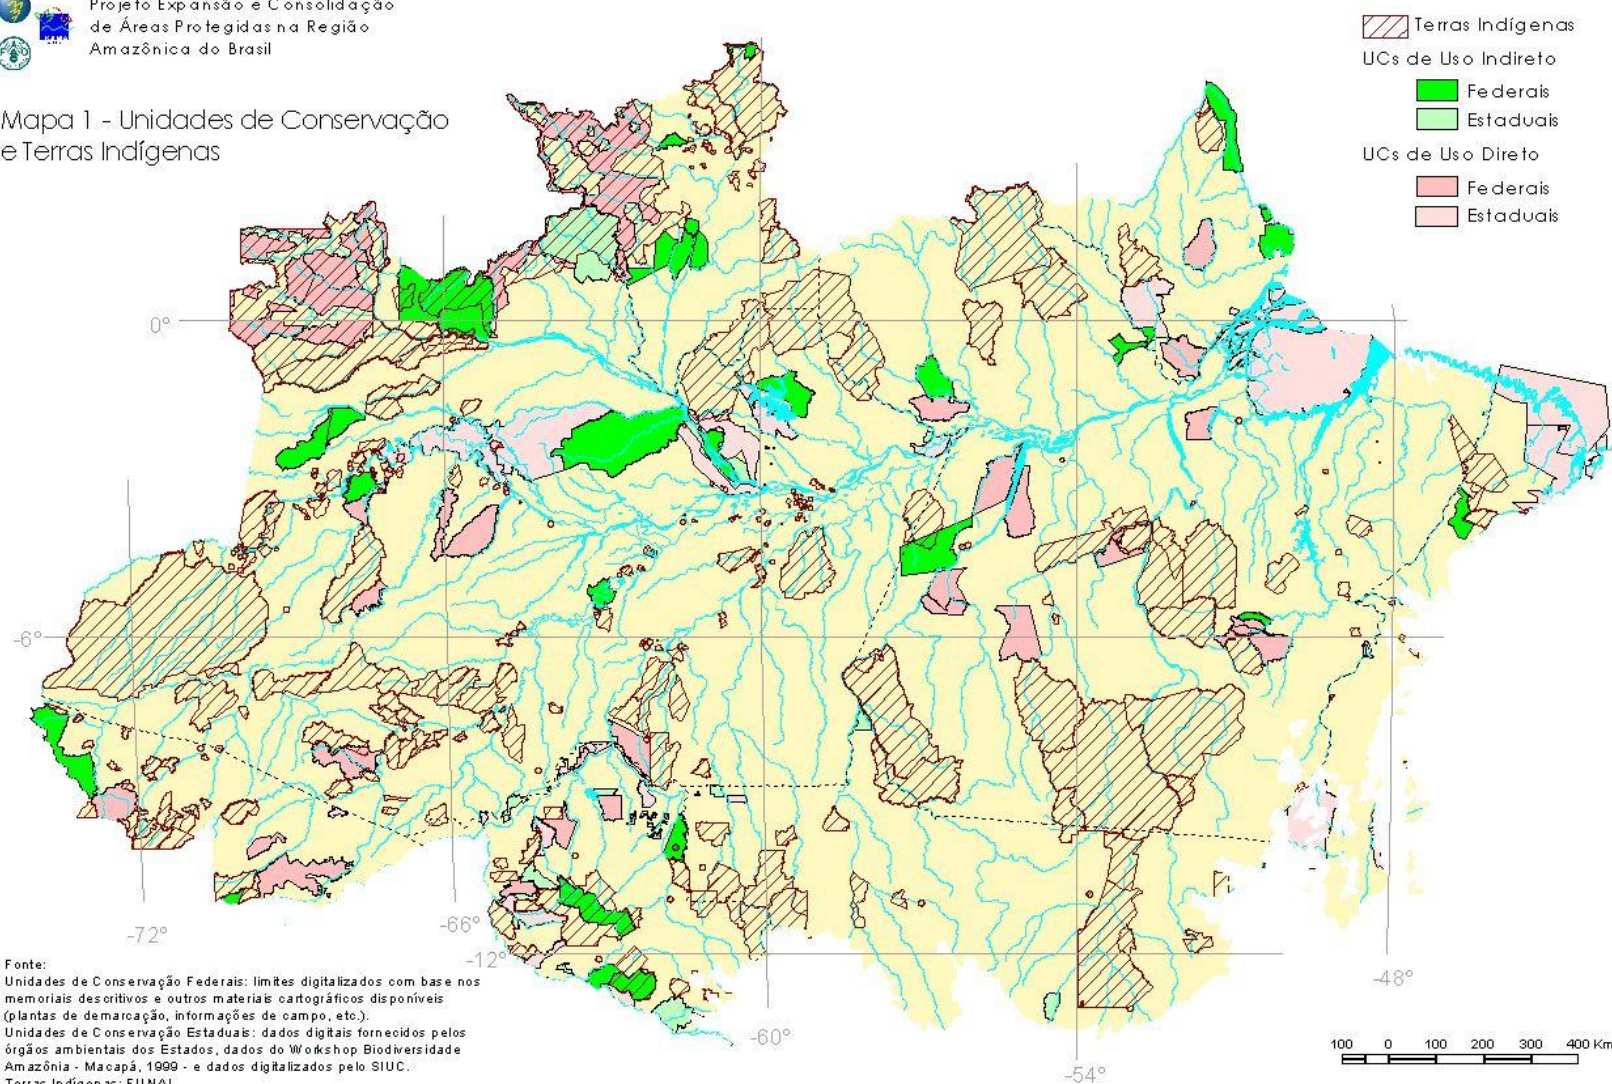 Projeto Expansão e Consolidação
de Áreas Protegidas na Região
Amazônica do Brasil
Mapa 1 - Unidades de Conservação
e Terras Indígenas
Terras Indígenas
UCs de Uso Indireto
Federais
Estaduais
UCs de Uso Direto
Federais
Estaduais
0°
-6°
-72°
-66°
-12°
-60°
-54°
-48°
Fonte:
Unidades de Conservação Federais: limites digitalizados com base nos
memoriais descritivos e outros materiais cartográficos disponíveis
(plantas de demarcação, informações de campo, etc.).
Unidades de Conservação Estaduais: dados digitais fornecidos pelos
órgãos ambientais dos Estados, dados do Workshop Biodiversidade
Amazônia - Macapá, 1999 - e dados digitalizados pelo SIUC.
Terras Indígenas: FUNAI
100 0 100 200 300 400 Km